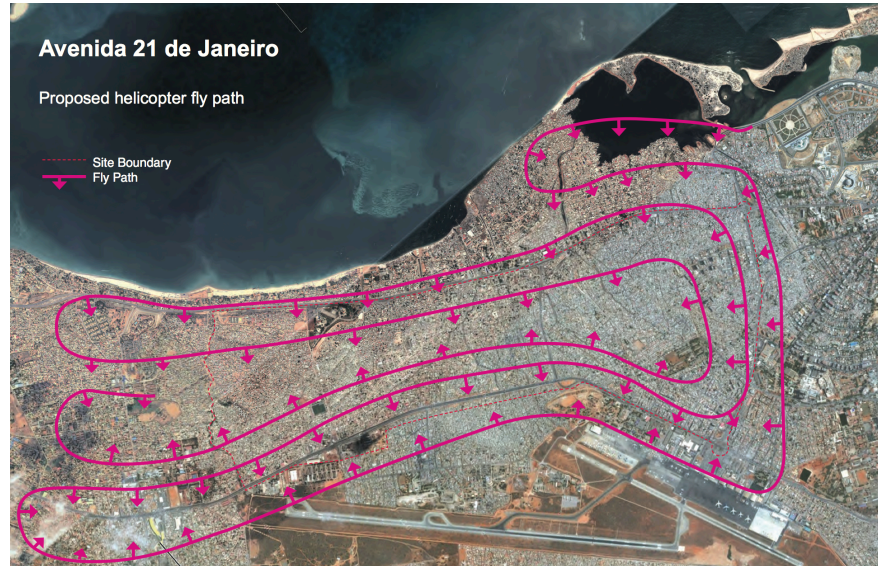 Avenida 21 de Janeiro
Proposed helicopter fly path
Site Boundary
Fly Path